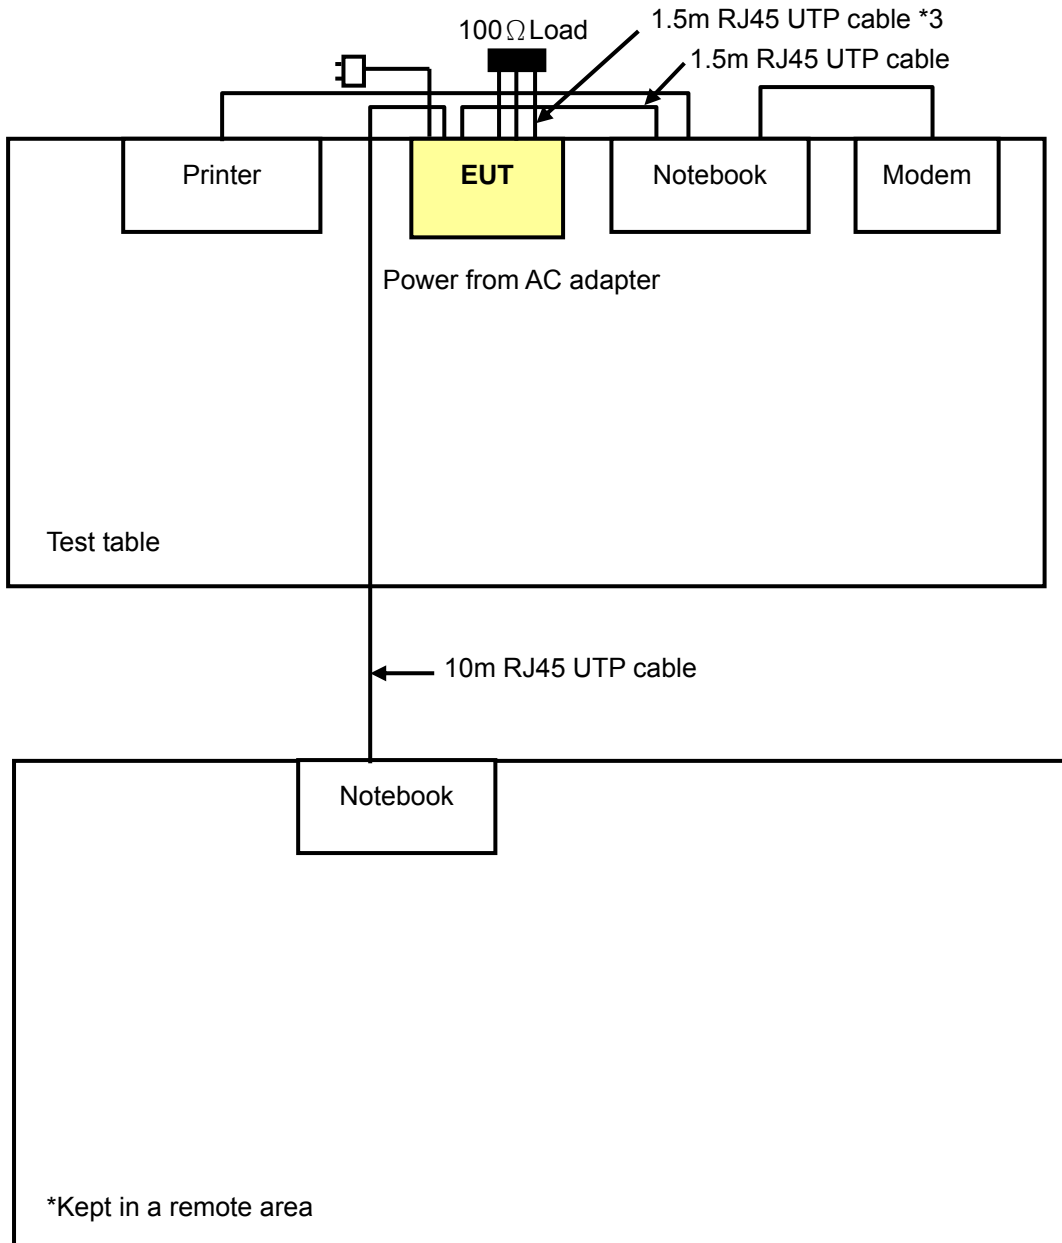 1.5m RJ45 UTP cable *3
100Ω Load
1.5m RJ45 UTP cable
Printer
EUT
Notebook
Modem
Power from AC adapter
Test table
10m RJ45 UTP cable
Notebook
*Kept in a remote area